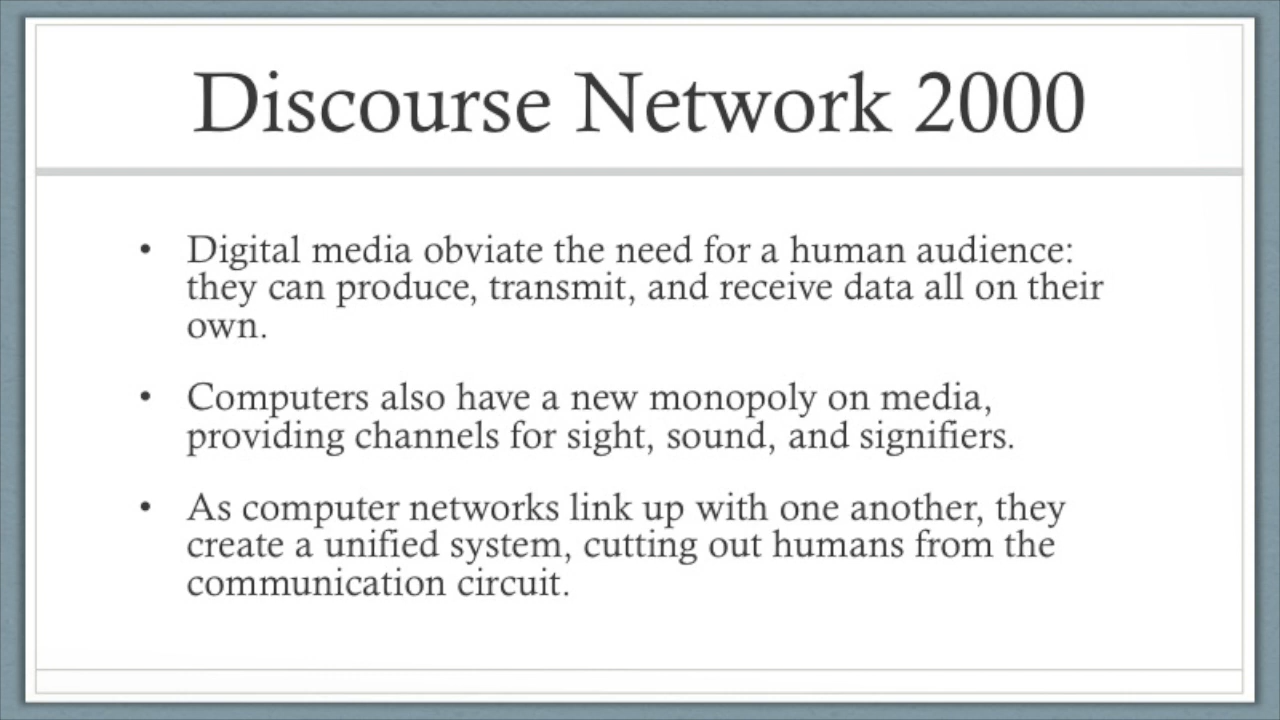 Discourse Network 2000
• Digital media obviate the need for a human audience:
they can produce, transmit, and receive data all on their
own.
• Computers also have a new monopoly on media,
providing channels for sight, sound, and signifiers.
• As computer networks link up with one another, they
create a unified system, cutting out humans from the
communication circuit.